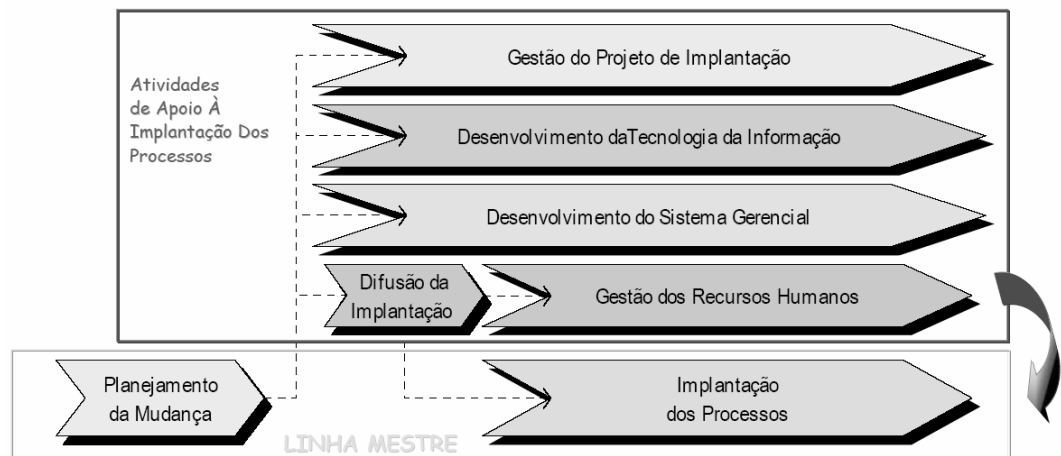 Gestão do Projeto de Implantação
Atividades
de Apoio À
Implantação Dos
Processos
Desenvolvimento daTecnologia da Informação
Desenvolvimento do Sistema Gerencial
Difusão da
Implantação
Gestão dos Recursos Humanos
Planejamento
da Mudança
Implantação
dos Processos
LINHA MESTRE